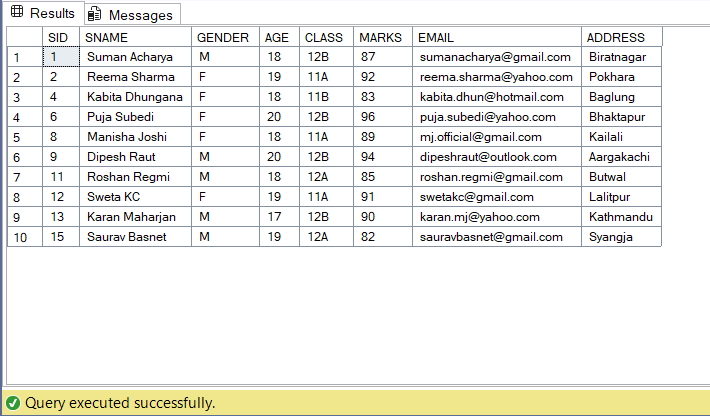 Results Messages
SID SNAME GENDER AGE CLASS MARKS EMAIL ADDRESS
1 1 Suman Acharya M 18 12B 87 sumanacharya@gmail.com Biratnagar
2 2 Reema Sharma F 19 11A 92 reema.sharma@yahoo.com Pokhara
3 4 Kabita Dhungana F 18 11B 83 kabita.dhun@hotmail.com Baglung
4 6 Puja Subedi F 20 12B 96 puja.subedi@yahoo.com Bhaktapur
5 8 Manisha Joshi F 18 11A 89 mj.official@gmail.com Kailali
6 9 Dipesh Raut M 20 12B 94 dipeshraut@outlook.com Aargakachi
7 11 Roshan Regmi M 18 12A 85 roshan.regmi@gmail.com Butwal
8 12 Sweta KC F 19 11A 91 swetakc@gmail.com Lalitpur
9 13 Karan Maharjan M 17 12B 90 karan.mj@yahoo.com Kathmandu
10 15 Saurav Basnet M 19 12A 82 sauravbasnet@gmail.com Syangja
Query executed successfully.